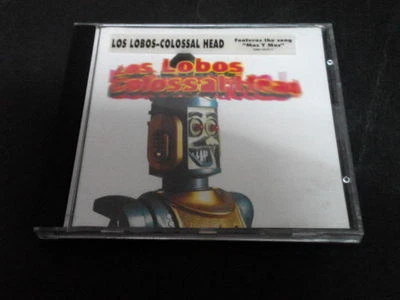 LOS LOBOS-COLOSSAL HEAD
Features the song
"Mas Y Mas"
Los Lobos
Colossal Head